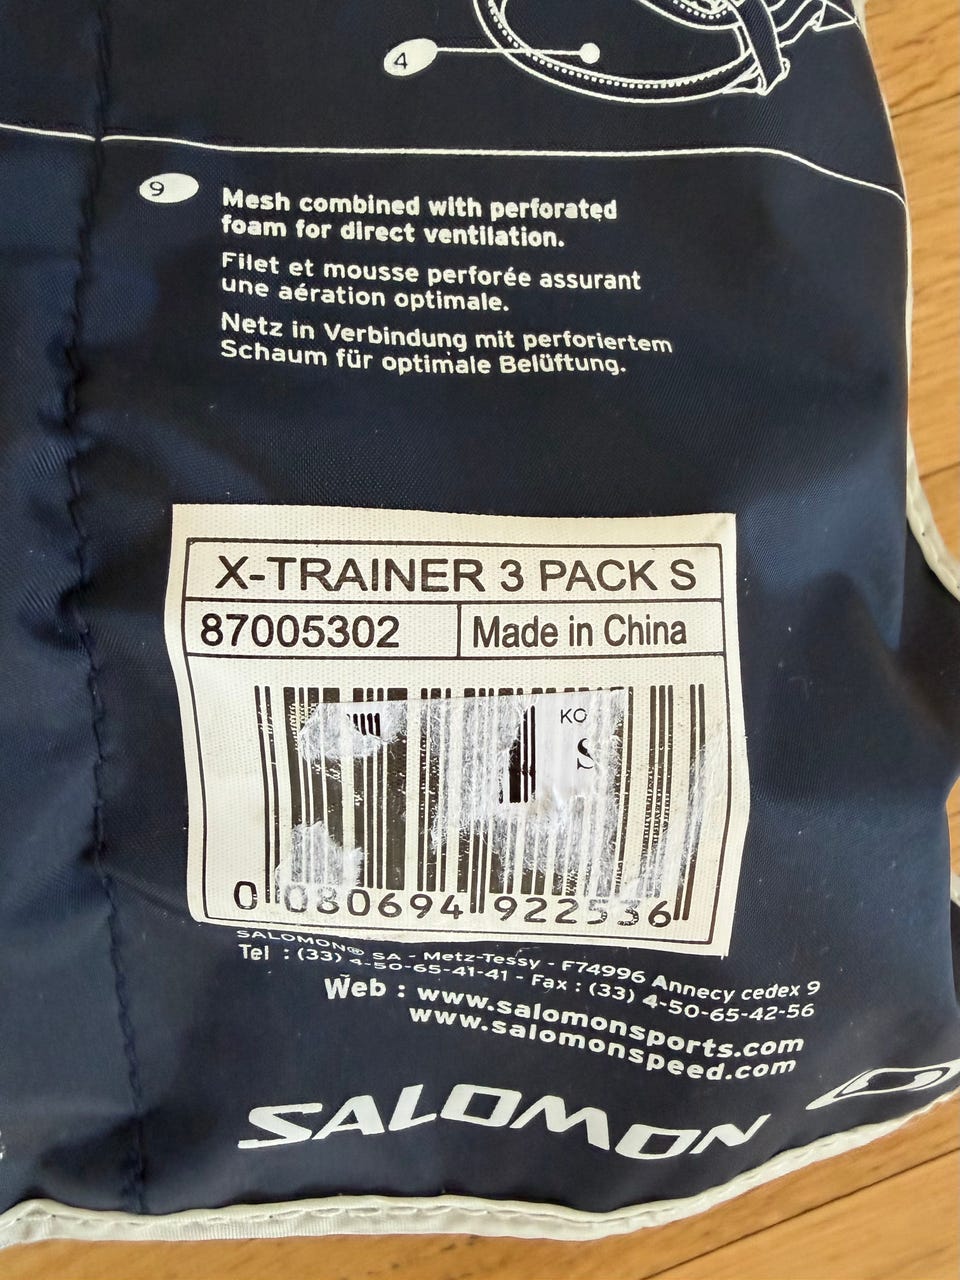 4
9
Mesh combined with perforated
foam for direct ventilation.
Filet et mousse perforée assurant
une aération optimale.
Netz in Verbindung mit perforiertem
Schaum für optimale Belüftung.
X-TRAINER 3 PACK S
87005302
Made in China
KO
S
0 080694 922536
SALOMON® SA - Metz-Tessy - F74996 Annecy cedex 9
Tel : (33) 4-50-65-41-41 - Fax : (33) 4-50-65-42-56
Web : www.salomonsports.com
www.salomonspeed.com
SALOMON